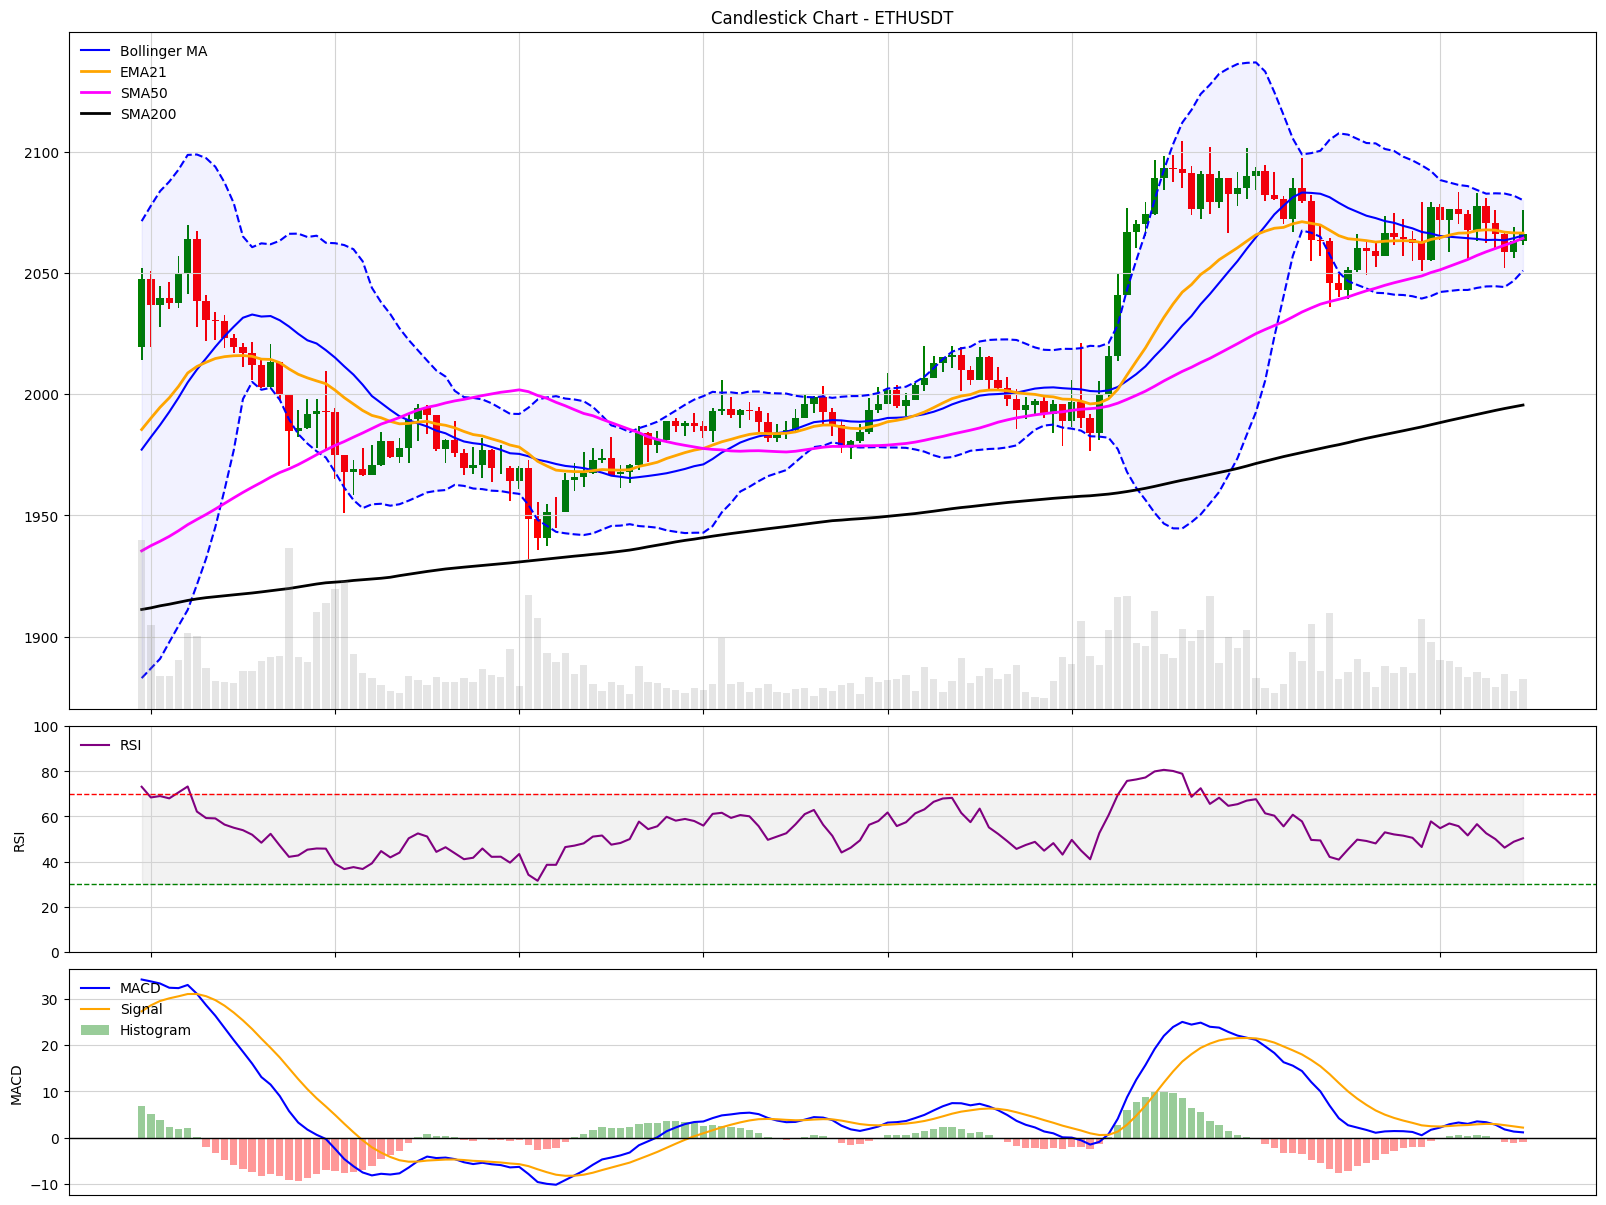 Candlestick Chart - ETHUSDT
Bollinger MA
EMA21
SMA50
SMA200
2100
2050
2000
1950
1900
RSI
100
80
60
40
20
0
RSI
MACD
Signal
Histogram
30
20
10
0
−10
MACD